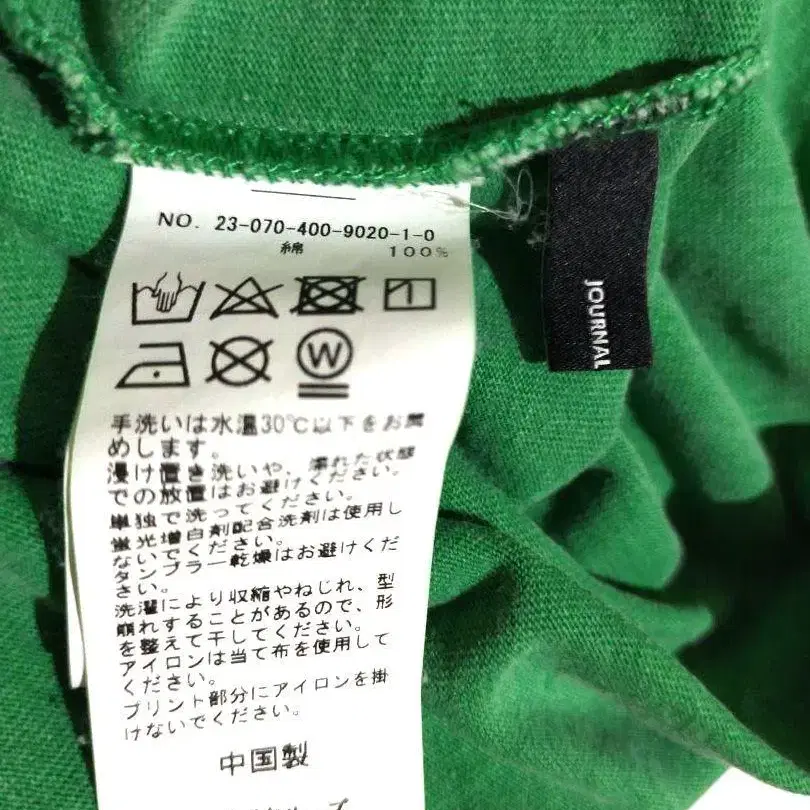 NO. 23-070-400-9020-1-0
綿 100%
W
手洗いは水温30℃以下をお薦
めします。
浸け置き洗いや、濡れた状態
での放置はお避けください。
単独で洗ってください。
蛍光増白剤配合洗剤は使用し
ないでください。
タンブラー乾燥はお避けくだ
さい。
洗濯により収縮やねじれ、型
崩れすることがあるので、形
を整えて干してください。
アイロンは当て布を使用して
ください。
プリント部分にアイロンを掛
けないでください。
中国製
JOURNAL